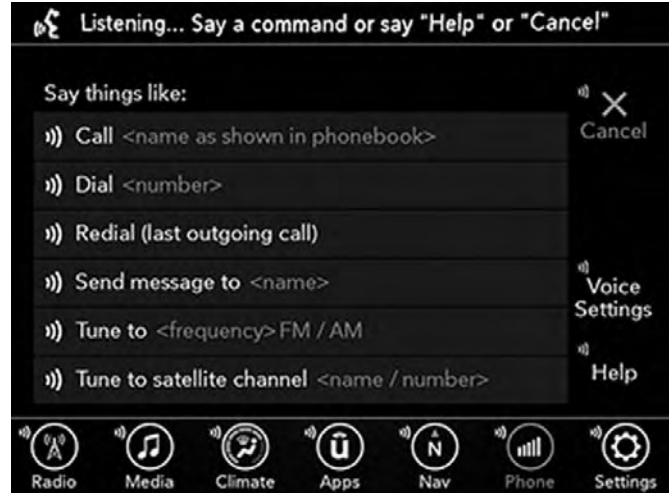 Listening... Say a command or say "Help" or "Cancel"
Say things like:
Call <name as shown in phonebook>
Dial <number>
Redial (last outgoing call)
Send message to <name>
Tune to <frequency> FM / AM
Tune to satellite channel <name / number>
Cancel
Voice
Settings
Help
û
N
Radio Media Climate Apps Nav Phone Settings